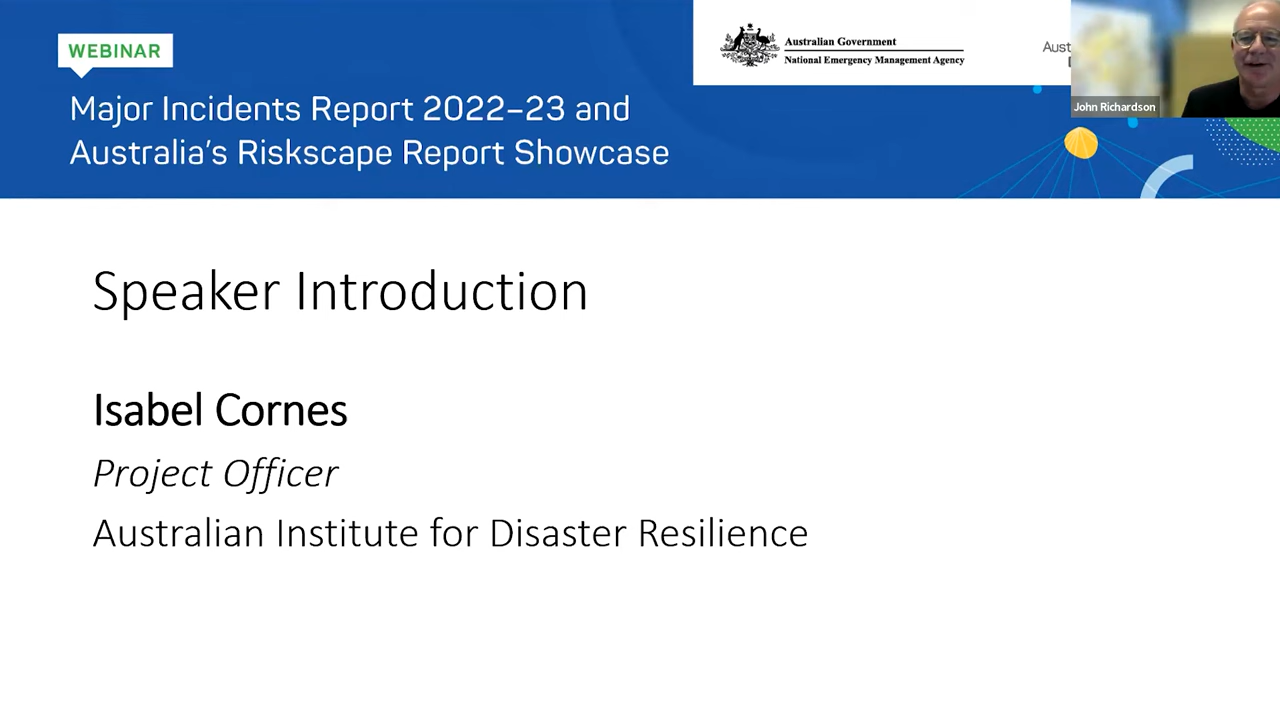 WEBINAR
Major Incidents Report 2022–23 and
Australia's Riskscape Report Showcase
Australian Government
National Emergency Management Agency
John Richardson
Speaker Introduction
Isabel Cornes
Project Officer
Australian Institute for Disaster Resilience